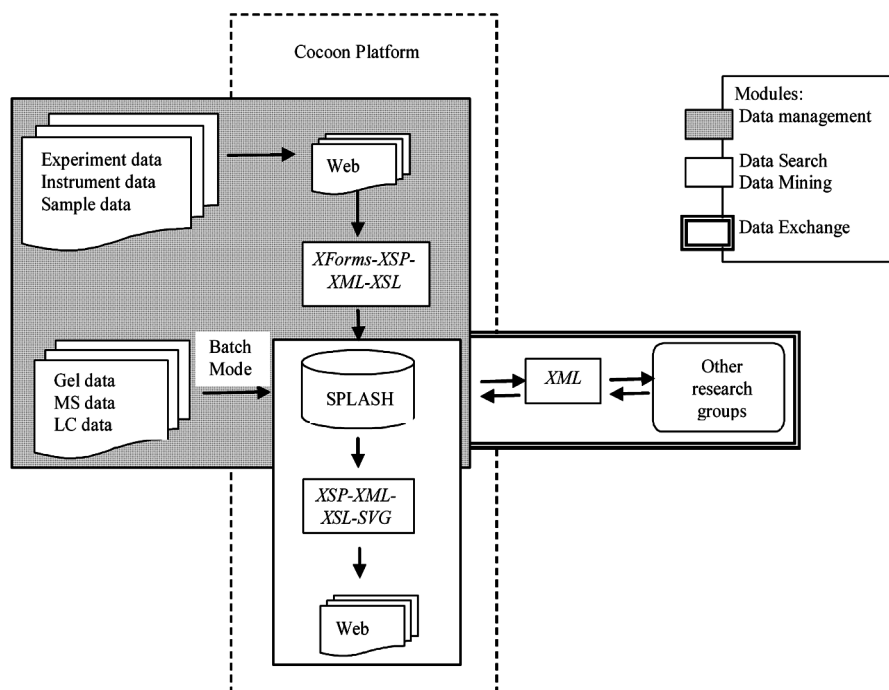 Cocoon Platform
Modules:
Data management
Data Search
Data Mining
Data Exchange
Experiment data
Instrument data
Sample data
Web
XForms-XSP-
XML-XSL
Batch
Mode
Gel data
MS data
LC data
SPLASH
XML
Other
research
groups
XSP-XML-
XSL-SVG
Web